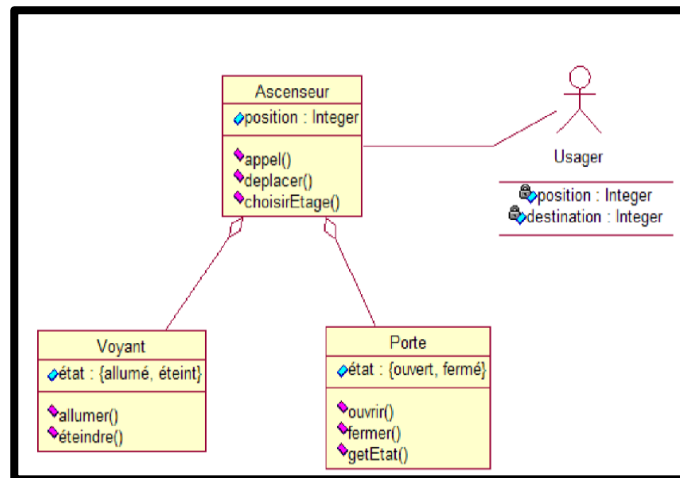 Ascenseur
position : Integer
appel()
deplacer()
choisirEtage()
Usager
position : Integer
destination : Integer
Voyant
état : {allumé, éteint}
allumer()
éteindre()
Porte
état : {ouvert, fermé}
ouvrir()
fermer()
getEtat()